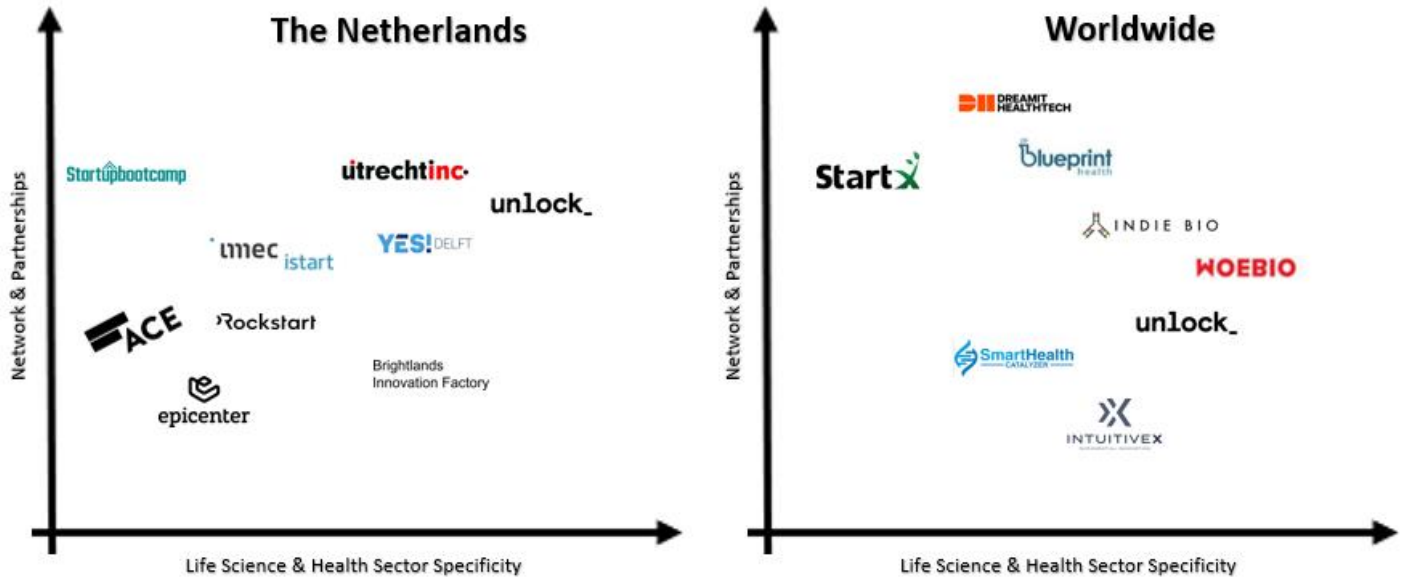 The Netherlands
Network & Partnerships
Startupbootcamp
utrechtinc
unlock_
imec
istart
YES! DELFT
ACE
Rockstart
Brightlands
Innovation Factory
epicenter
Life Science & Health Sector Specificity
Worldwide
Network & Partnerships
DREAMIT
HEALTHTECH
StartX
blueprint
health
INDIE BIO
WOEBIO
unlock_
SmartHealth
CATALYZER
INTUITIVEX
Life Science & Health Sector Specificity